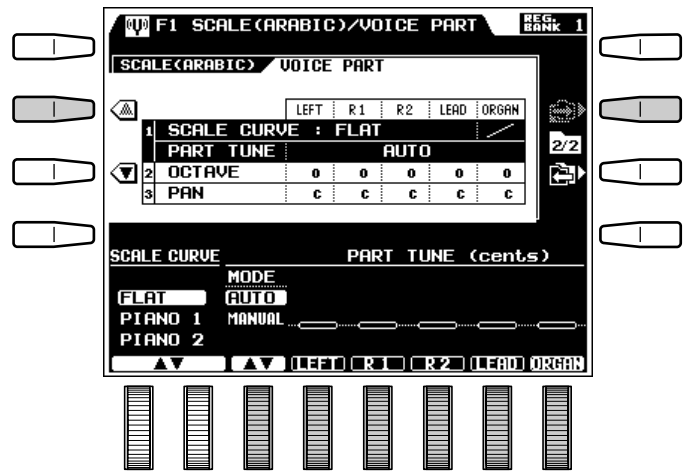 F1 SCALE(ARABIC)/VOICE PART
REG. BANK 1
SCALE(ARABIC) VOICE PART
LEFT R1 R2 LEAD ORGAN
1 SCALE CURVE : FLAT
PART TUNE AUTO
2/2
2 OCTAVE 0 0 0 0 0
3 PAN C C C C C
SCALE CURVE PART TUNE (cents)
MODE
FLAT AUTO
PIANO 1 MANUAL
PIANO 2
▲▼ ▲▼ LEFT R1 R2 LEAD ORGAN